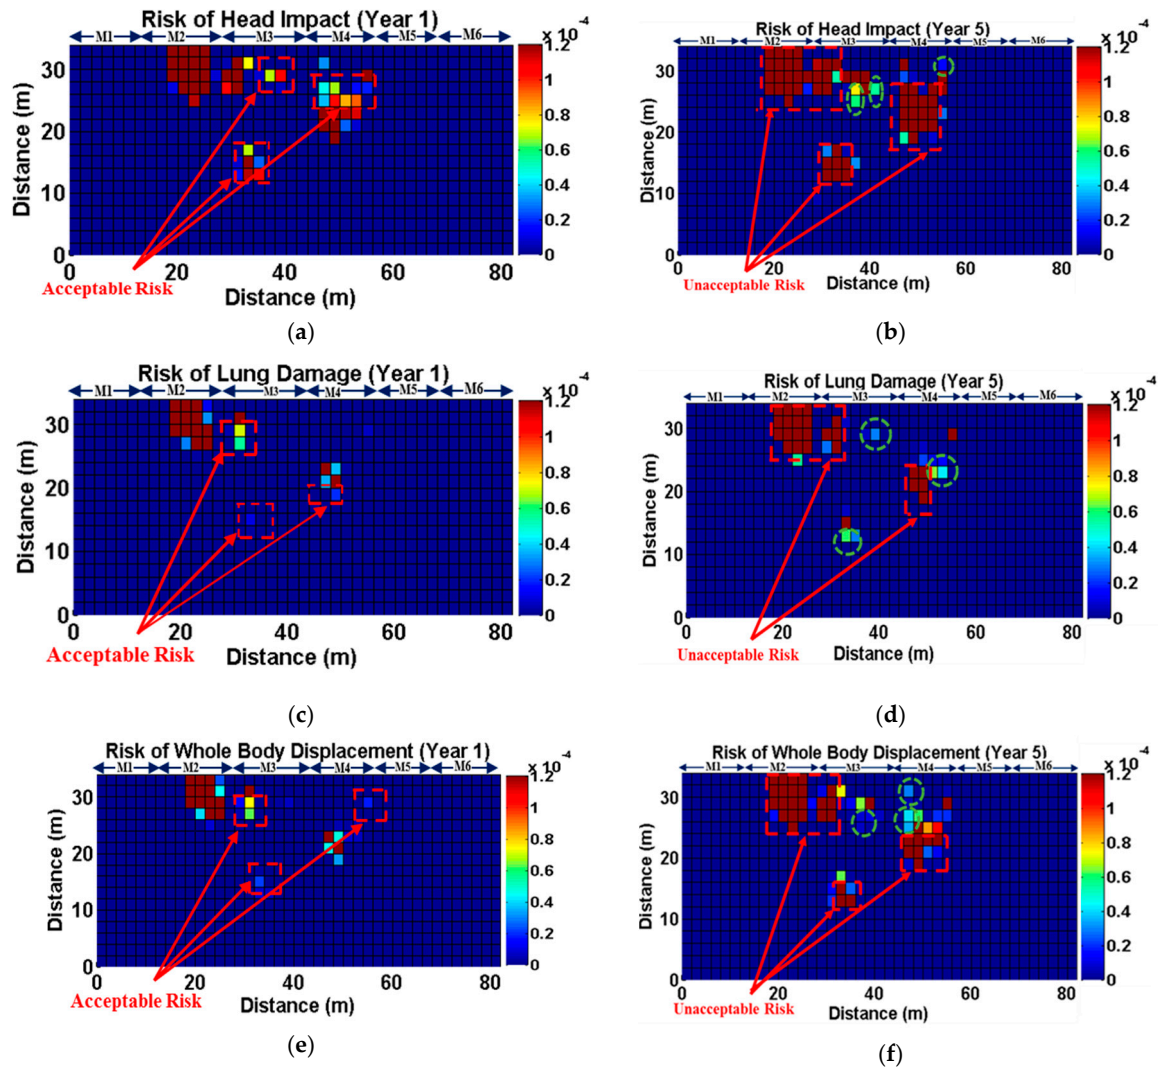 Risk of Head Impact (Year 1)
x 10⁻⁴
M1 M2 M3 M4 M5 M6
1.2
1
0.8
0.6
0.4
0.2
0
30
20
10
0
Distance (m)
0 20 40 60 80
Acceptable Risk
Distance (m)
(a)
Risk of Head Impact (Year 5)
x 10⁻⁴
M1 M2 M3 M4 M5 M6
1.2
1
0.8
0.6
0.4
0.2
0
30
20
10
0
Distance (m)
0 20 40 60 80
Unacceptable Risk
Distance (m)
(b)
Risk of Lung Damage (Year 1)
x 10⁻⁴
M1 M2 M3 M4 M5 M6
1.2
1
0.8
0.6
0.4
0.2
0
30
20
10
0
Distance (m)
0 20 40 60 80
Acceptable Risk
Distance (m)
(c)
Risk of Lung Damage (Year 5)
x 10⁻⁴
M1 M2 M3 M4 M5 M6
1.2
1
0.8
0.6
0.4
0.2
0
30
20
10
0
Distance (m)
0 20 40 60 80
Unacceptable Risk
Distance (m)
(d)
Risk of Whole Body Displacement (Year 1)
x 10⁻⁴
M1 M2 M3 M4 M5 M6
1.2
1
0.8
0.6
0.4
0.2
0
30
20
10
0
Distance (m)
0 20 40 60 80
Acceptable Risk
Distance (m)
(e)
Risk of Whole Body Displacement (Year 5)
x 10⁻⁴
M1 M2 M3 M4 M5 M6
1.2
1
0.8
0.6
0.4
0.2
0
30
20
10
0
Distance (m)
0 20 40 60 80
Unacceptable Risk
Distance (m)
(f)